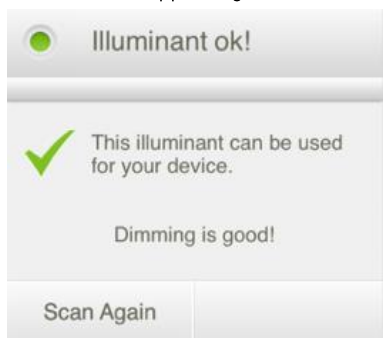 Illuminant ok!
This illuminant can be used
for your device.
Dimming is good!
Scan Again